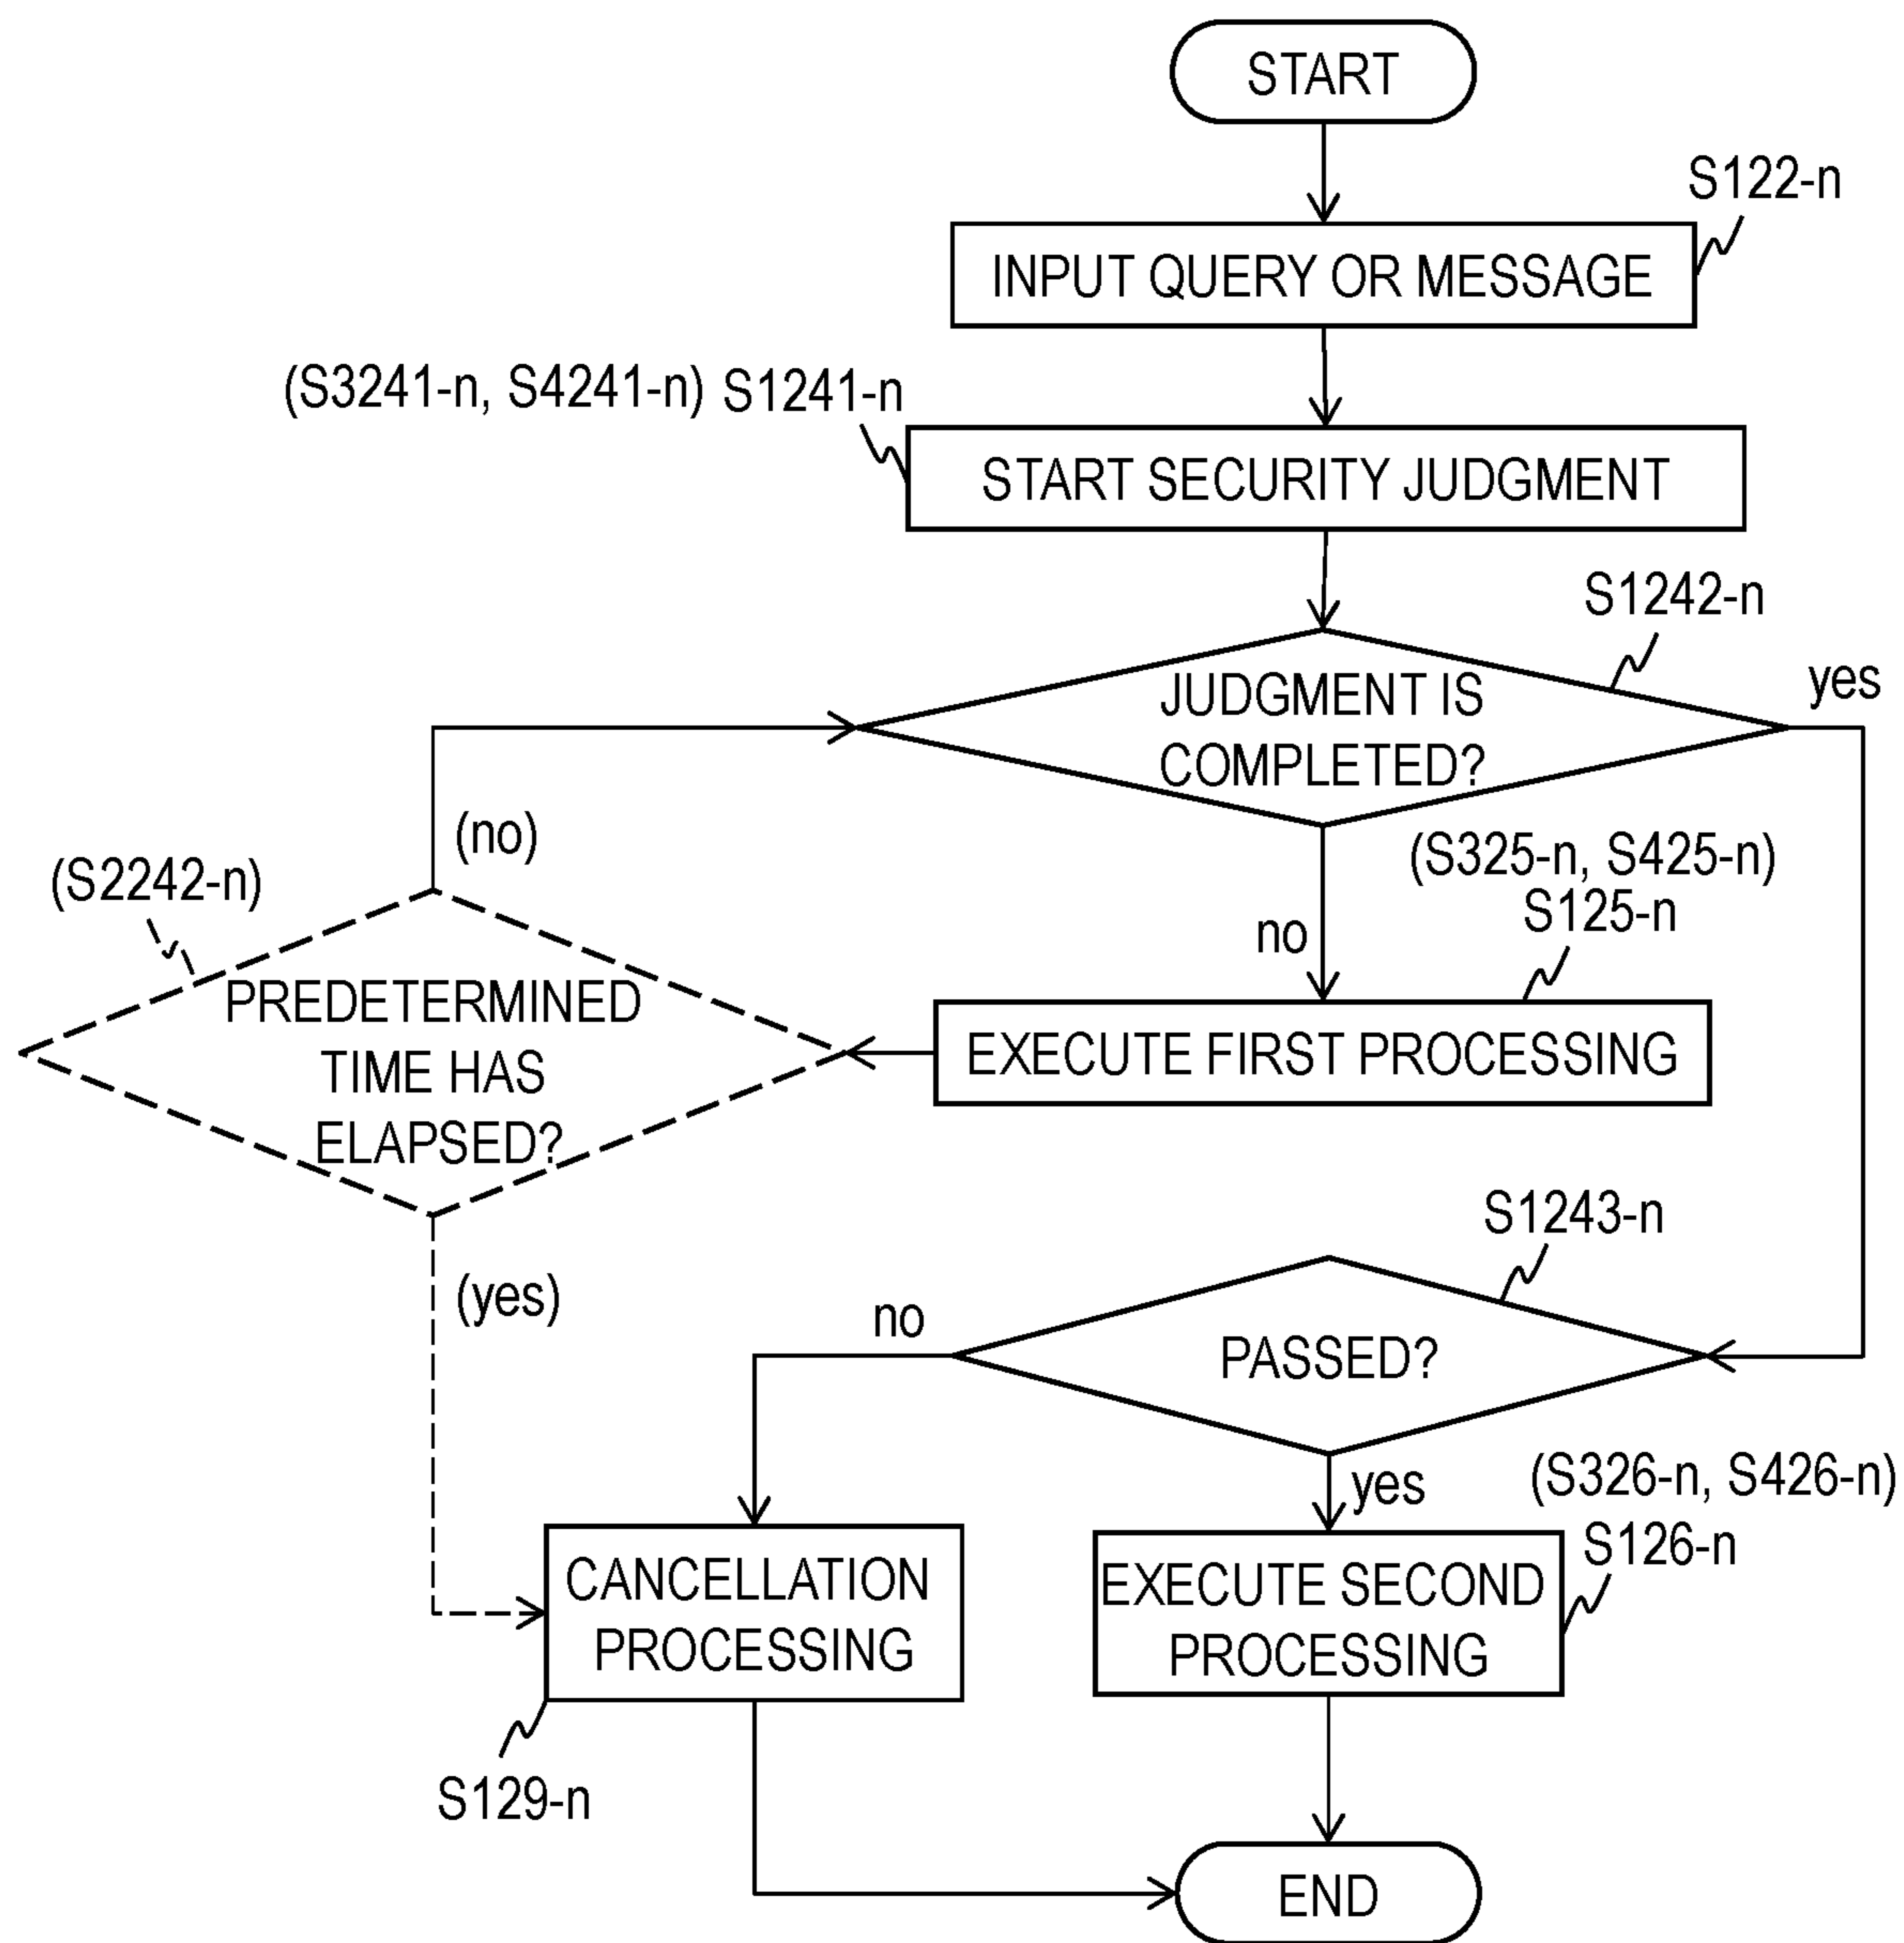 START
S122-n
INPUT QUERY OR MESSAGE
(S3241-n, S4241-n) S1241-n
START SECURITY JUDGMENT
S1242-n
JUDGMENT IS
COMPLETED?
yes
(no)
(S2242-n)
(S325-n, S425-n)
S125-n
no
PREDETERMINED
TIME HAS
ELAPSED?
EXECUTE FIRST PROCESSING
S1243-n
(yes)
no
PASSED?
yes
(S326-n, S426-n)
S126-n
CANCELLATION
PROCESSING
EXECUTE SECOND
PROCESSING
S129-n
END